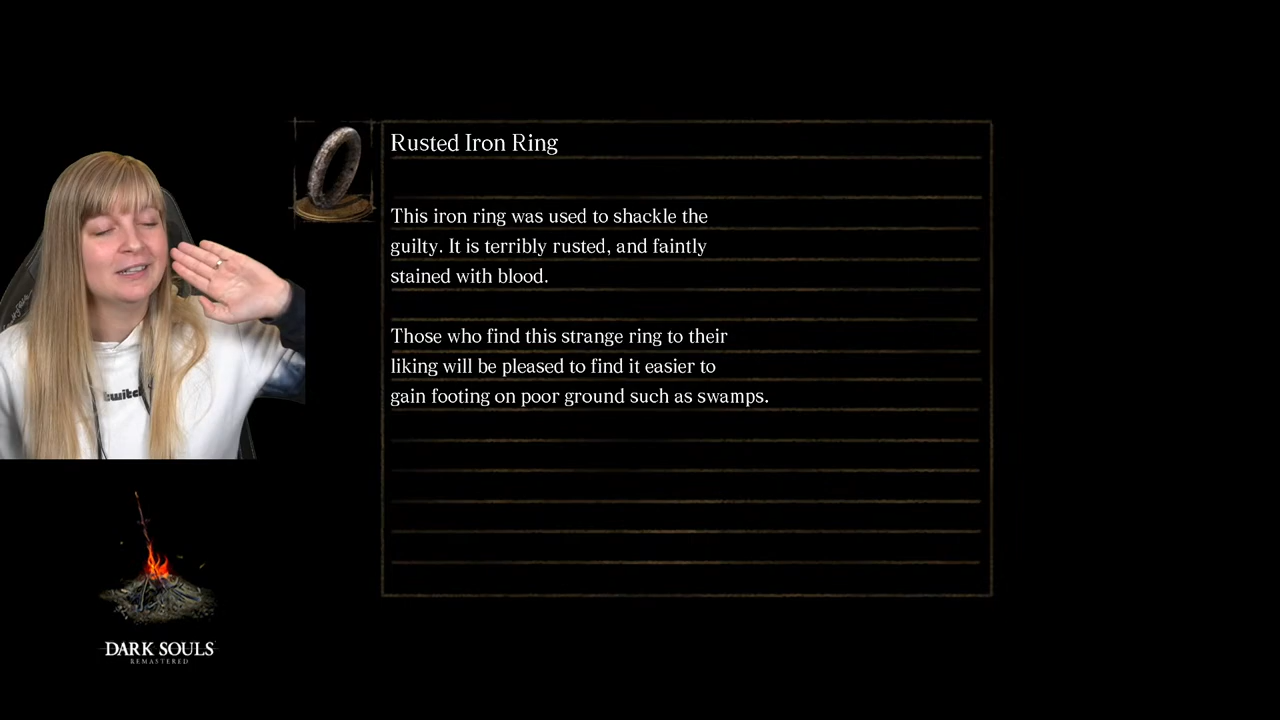 Rusted Iron Ring
This iron ring was used to shackle the
guilty. It is terribly rusted, and faintly
stained with blood.
Those who find this strange ring to their
liking will be pleased to find it easier to
gain footing on poor ground such as swamps.
twitch
DARK SOULS
REMASTERED